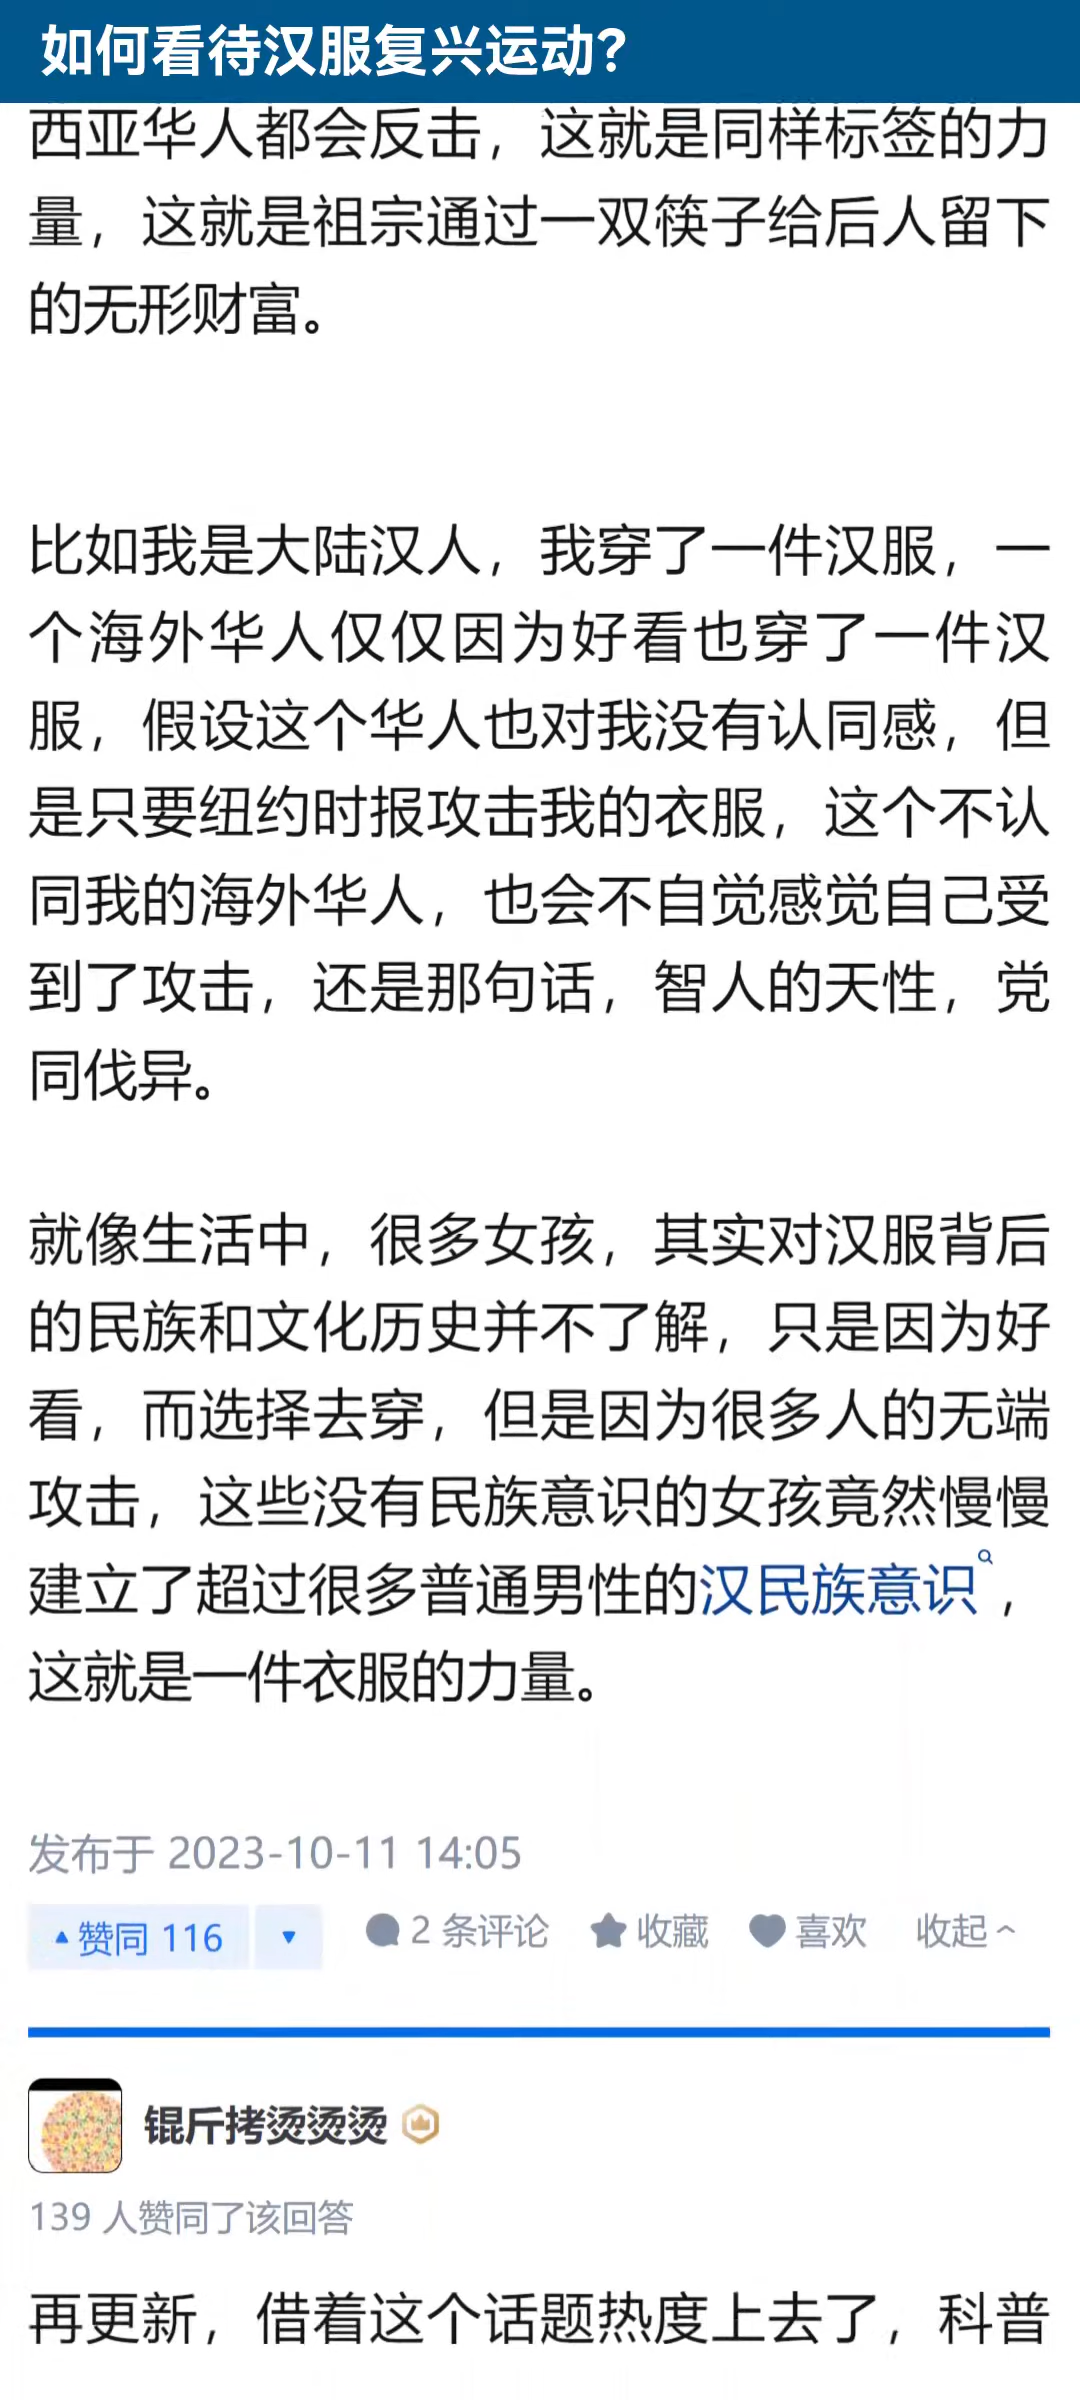 如何看待汉服复兴运动?
西亚华人都会反击，这就是同样标签的力
量，这就是祖宗通过一双筷子给后人留下
的无形财富。
比如我是大陆汉人，我穿了一件汉服，一
个海外华人仅仅因为好看也穿了一件汉
服，假设这个华人也对我没有认同感，但
是只要纽约时报攻击我的衣服，这个不认
同我的海外华人，也会不自觉感觉自己受
到了攻击，还是那句话，智人的天性，党
同伐异。
就像生活中，很多女孩，其实对汉服背后
的民族和文化历史并不了解，只是因为好
看，而选择去穿，但是因为很多人的无端
攻击，这些没有民族意识的女孩竟然慢慢
建立了超过很多普通男性的汉民族意识，
这就是一件衣服的力量。
发布于 2023-10-11 14:05
赞同 116 2 条评论 收藏 喜欢 收起
锟斤拷烫烫烫
139 人赞同了该回答
再更新，借着这个话题热度上去了，科普